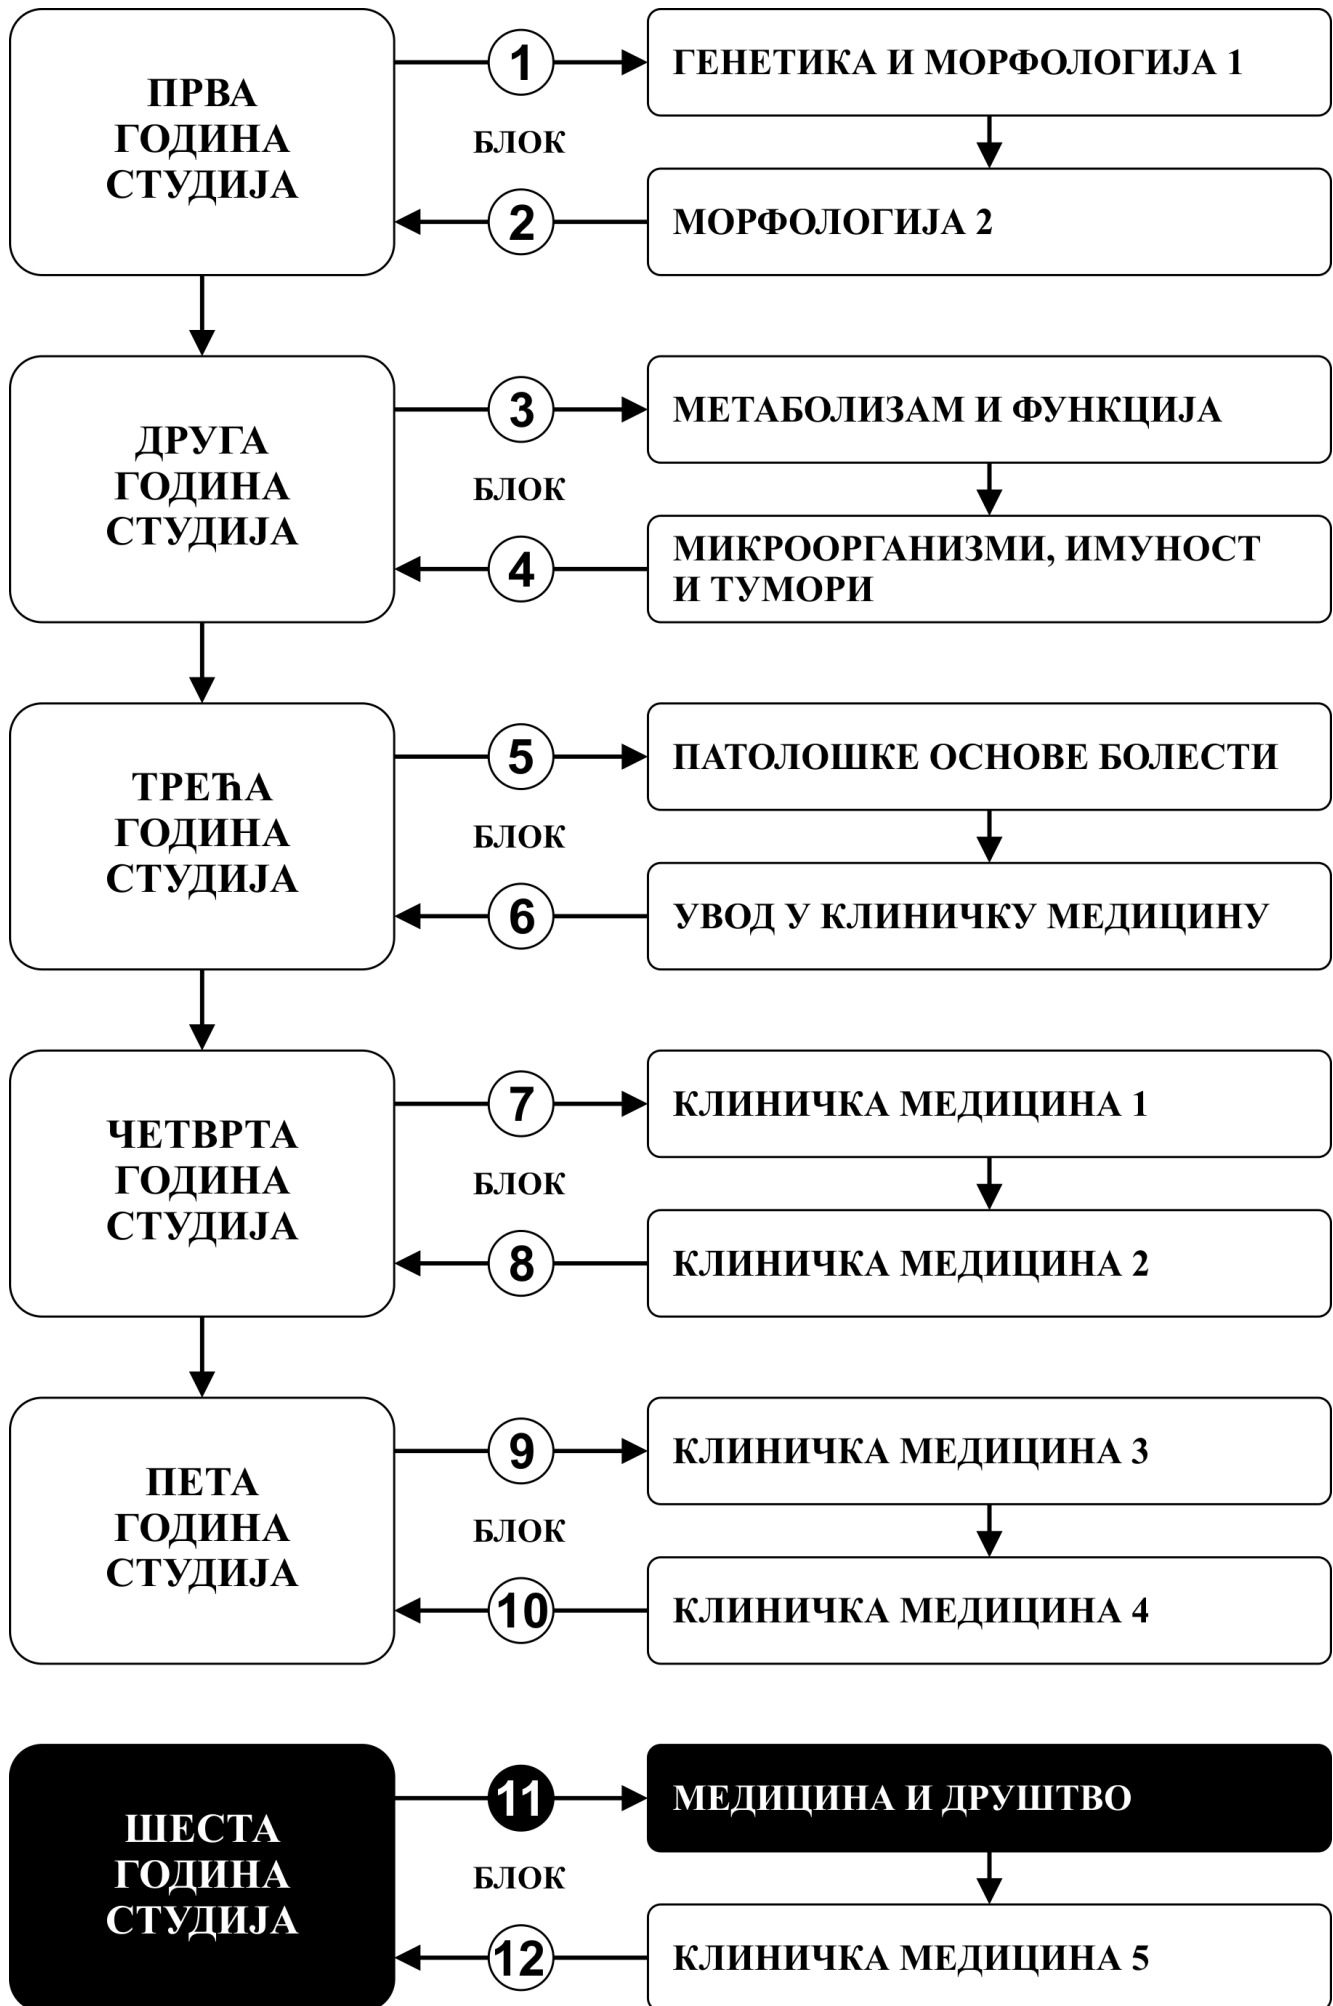 ПРВА
ГОДИНА
СТУДИЈА
1
БЛОК
2
ГЕНЕТИКА И МОРФОЛОГИЈА 1
МОРФОЛОГИЈА 2
ДРУГА
ГОДИНА
СТУДИЈА
3
БЛОК
4
МЕТАБОЛИЗАМ И ФУНКЦИЈА
МИКРООРГАНИЗМИ, ИМУНОСТ
И ТУМОРИ
ТРЕЋА
ГОДИНА
СТУДИЈА
5
БЛОК
6
ПАТОЛОШКЕ ОСНОВЕ БОЛЕСТИ
УВОД У КЛИНИЧКУ МЕДИЦИНУ
ЧЕТВРТА
ГОДИНА
СТУДИЈА
7
БЛОК
8
КЛИНИЧКА МЕДИЦИНА 1
КЛИНИЧКА МЕДИЦИНА 2
ПЕТА
ГОДИНА
СТУДИЈА
9
БЛОК
10
КЛИНИЧКА МЕДИЦИНА 3
КЛИНИЧКА МЕДИЦИНА 4
ШЕСТА
ГОДИНА
СТУДИЈА
11
БЛОК
12
МЕДИЦИНА И ДРУШТВО
КЛИНИЧКА МЕДИЦИНА 5